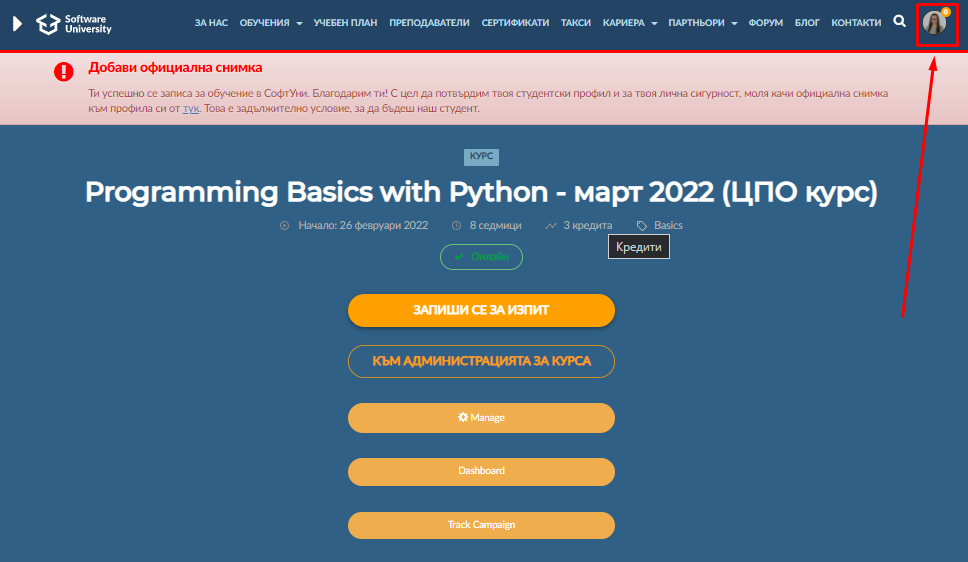 Software
University
ЗА НАС ОБУЧЕНИЯ УЧЕБЕН ПЛАН ПРЕПОДАВАТЕЛИ СЕРТИФИКАТИ ТАКСИ КАРИЕРА ПАРТНЬОРИ ФОРУМ БЛОГ КОНТАКТИ
Добави официална снимка
Ти успешно се записа за обучение в СофтУни. Благодарим ти! С цел да потвърдим твоя студентски профил и за твоя лична сигурност, моля качи официална снимка
към профила си от тук. Това е задължително условие, за да бъдеш наш студент.
КУРС
Programming Basics with Python - март 2022 (ЦПО курс)
Начало: 26 февруари 2022 8 седмици 3 кредита Basics
Кредити
Онлайн
ЗАПИШИ СЕ ЗА ИЗПИТ
КЪМ АДМИНИСТРАЦИЯТА ЗА КУРСА
Manage
Dashboard
Track Campaign